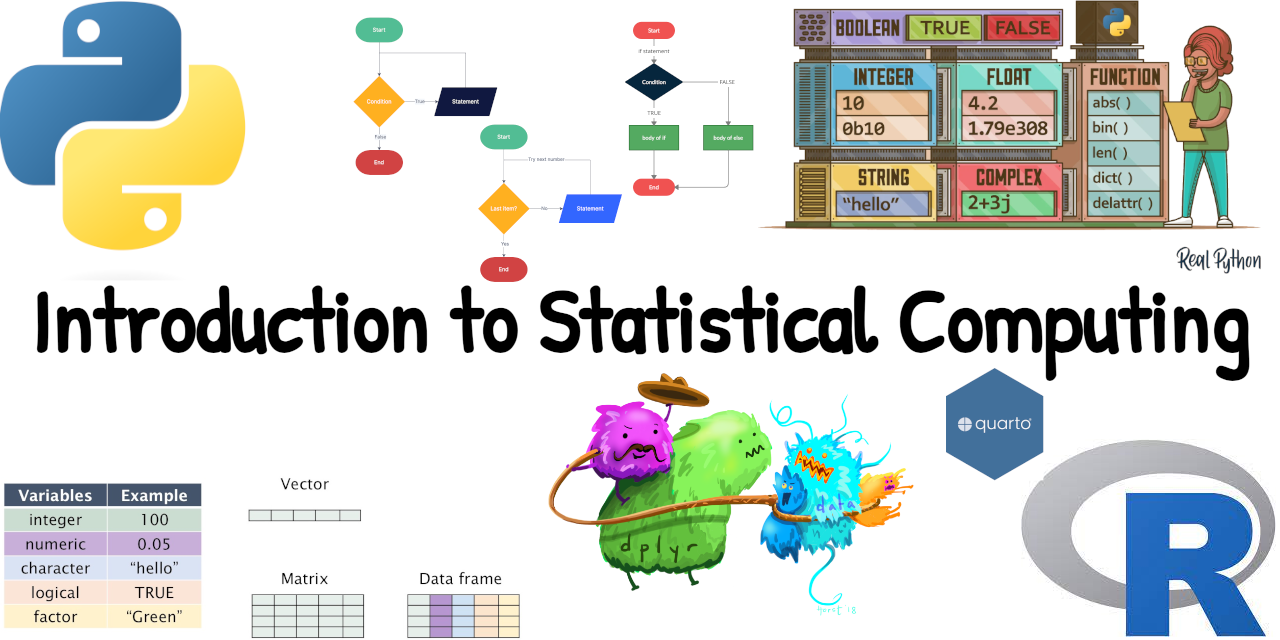 Start
Condition
True
Statement
False
End
Start
Try next number
Last item?
No
Statement
Yes
End
Start
if statement
Condition
FALSE
TRUE
body of if
body of else
End
BOOLEAN TRUE FALSE
INTEGER
10
0b10
FLOAT
4.2
1.79e308
FUNCTION
abs( )
bin( )
len( )
dict( )
delattr( )
STRING
“hello”
COMPLEX
2+3j
Real Python
Introduction to Statistical Computing
Variables Example
integer 100
numeric 0.05
character “hello”
logical TRUE
factor “Green”
Vector
Matrix
Data frame
dplyr
data
quarto
R